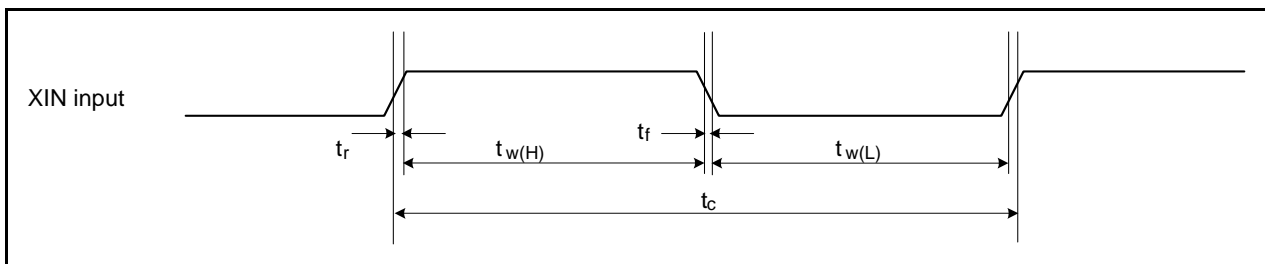 XIN input
tr
tw(H)
tf
tw(L)
tc